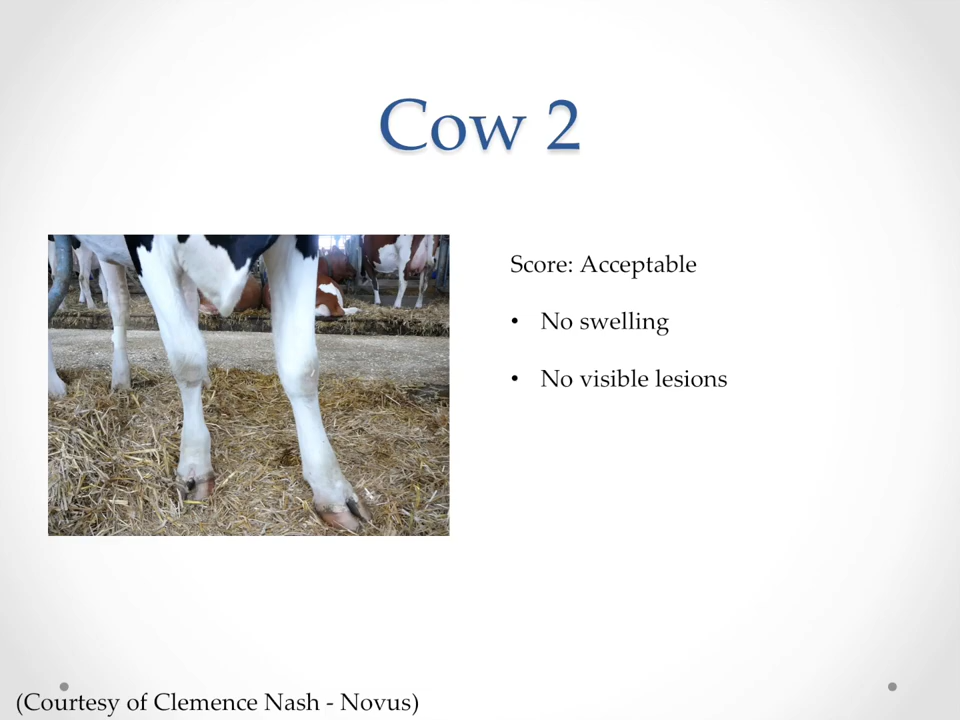 Cow 2
Score: Acceptable
• No swelling
• No visible lesions
(Courtesy of Clemence Nash - Novus)